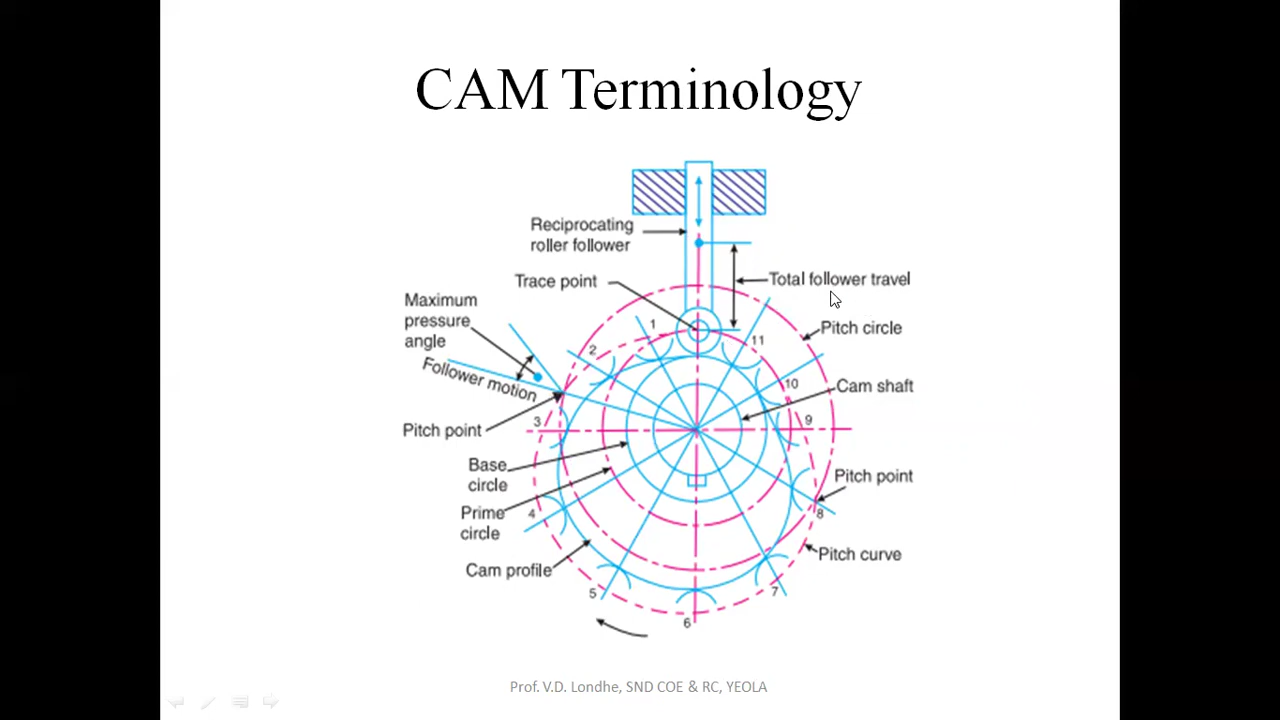 CAM Terminology
Reciprocating
roller follower
Trace point
Total follower travel
Maximum
pressure
angle
Pitch circle
1
11
2
Follower motion
10
Cam shaft
3
9
Pitch point
Base
circle
Pitch point
Prime
circle
4
8
Pitch curve
Cam profile
5
7
6
Prof. V.D. Londhe, SND COE & RC, YEOLA